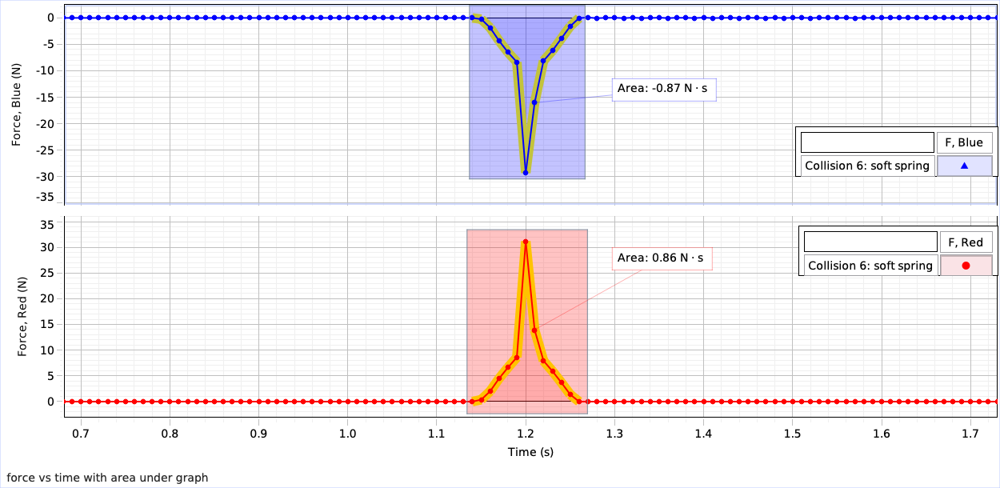 Force, Blue (N)
0
-5
-10
-15
-20
-25
-30
-35
Area: -0.87 N · s
F, Blue
Collision 6: soft spring
Force, Red (N)
35
30
25
20
15
10
5
0
Area: 0.86 N · s
F, Red
Collision 6: soft spring
0.7 0.8 0.9 1.0 1.1 1.2 1.3 1.4 1.5 1.6 1.7
Time (s)
force vs time with area under graph